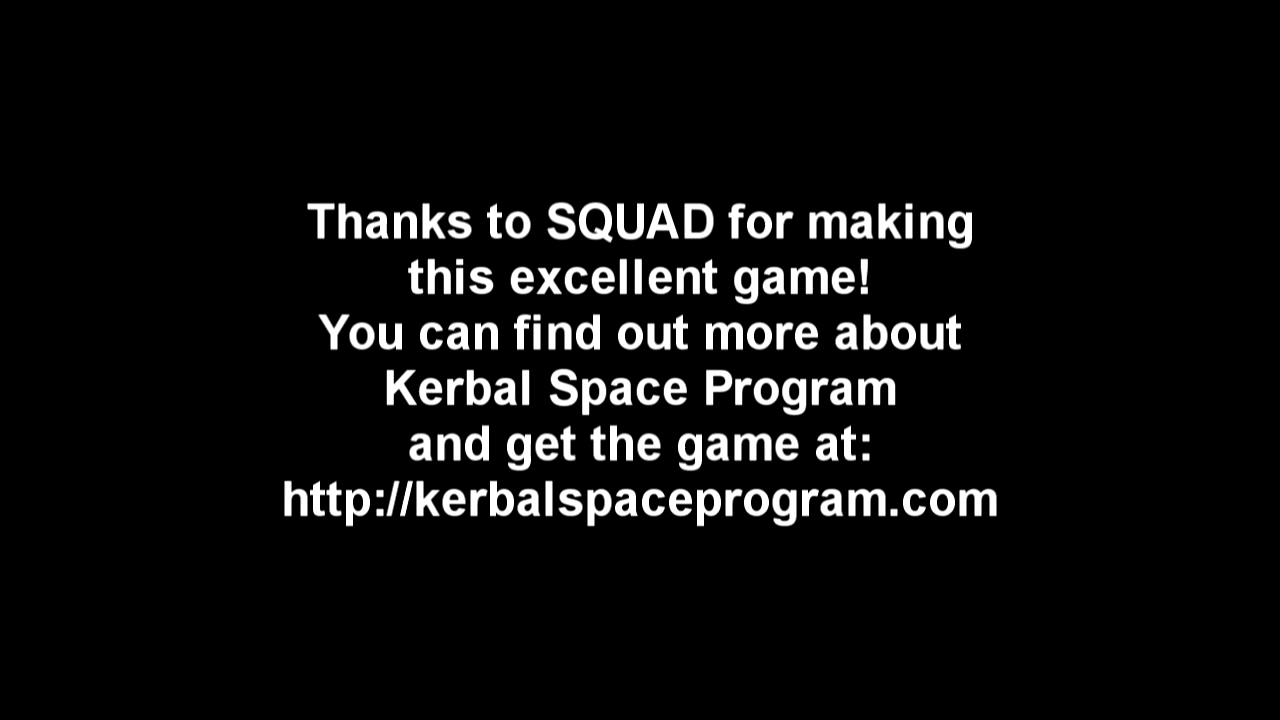 Thanks to SQUAD for making
this excellent game!
You can find out more about
Kerbal Space Program
and get the game at:
http://kerbalspaceprogram.com